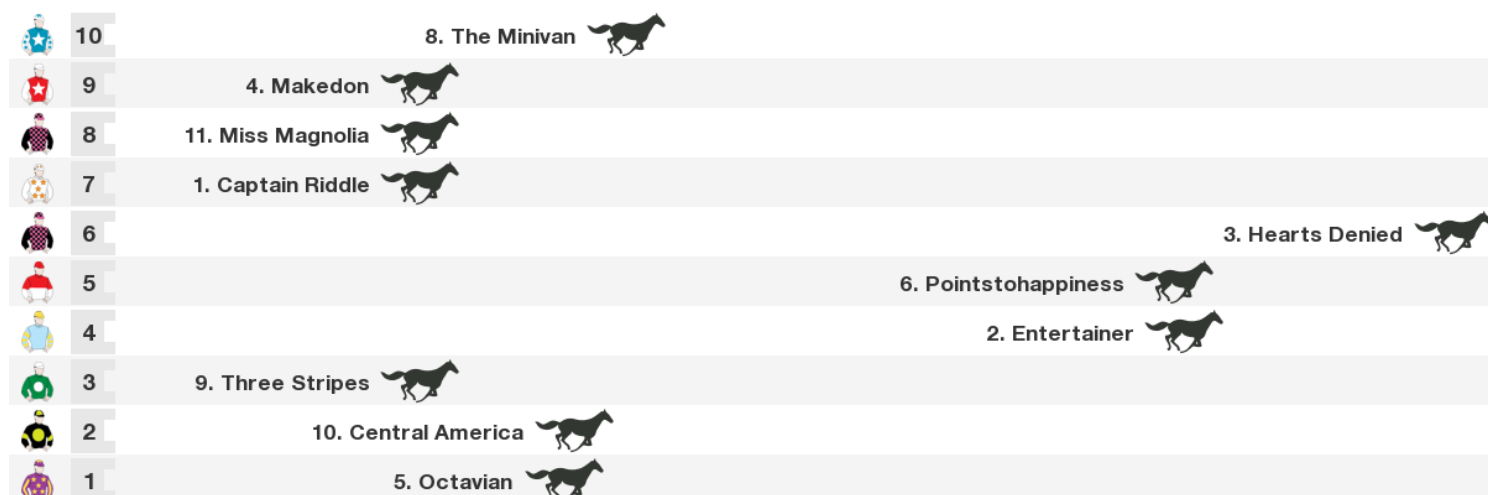 10 8. The Minivan
9 4. Makedon
8 11. Miss Magnolia
7 1. Captain Riddle
6 3. Hearts Denied
5 6. Pointstohappiness
4 2. Entertainer
3 9. Three Stripes
2 10. Central America
1 5. Octavian